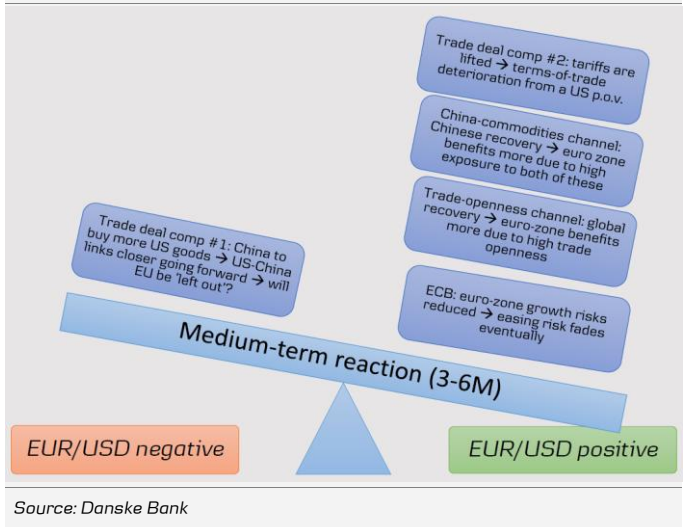 Trade deal comp #2: tariffs are
lifted → terms-of-trade
deterioration from a US p.o.v.
China-commodities channel:
Chinese recovery → euro zone
benefits more due to high
exposure to both of these
Trade-openness channel: global
recovery → euro-zone benefits
more due to high trade
openness
ECB: euro-zone growth risks
reduced → easing risk fades
eventually
Trade deal comp #1: China to
buy more US goods → US-China
links closer going forward → will
EU be 'left out'?
Medium-term reaction (3-6M)
EUR/USD negative
EUR/USD positive
Source: Danske Bank